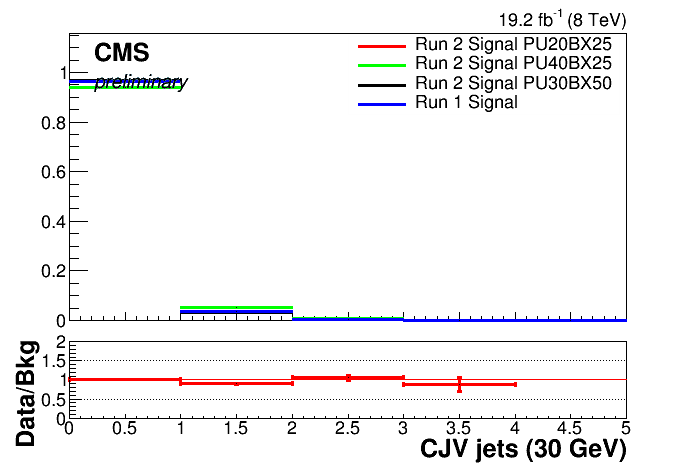 19.2 fb-1 (8 TeV)
CMS
preliminary
Run 2 Signal PU20BX25
Run 2 Signal PU40BX25
Run 2 Signal PU30BX50
Run 1 Signal
1
0.8
0.6
0.4
0.2
0
Data/Bkg
2
1.5
1
0.5
0
0 0.5 1 1.5 2 2.5 3 3.5 4 4.5 5
CJV jets (30 GeV)